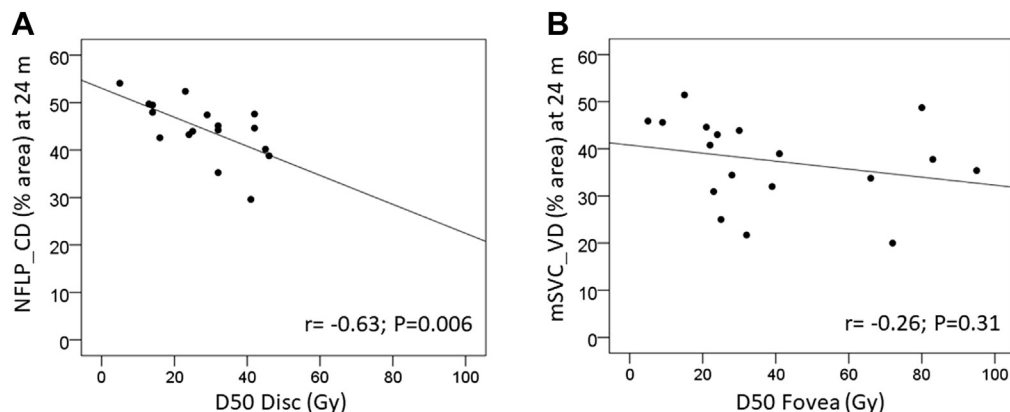 A
60
50
40
30
20
10
0
NFLP_CD (% area) at 24 m
r= -0.63; P=0.006
0 20 40 60 80 100
D50 Disc (Gy)
B
60
50
40
30
20
10
0
mSVC_VD (% area) at 24 m
r= -0.26; P=0.31
0 20 40 60 80 100
D50 Fovea (Gy)